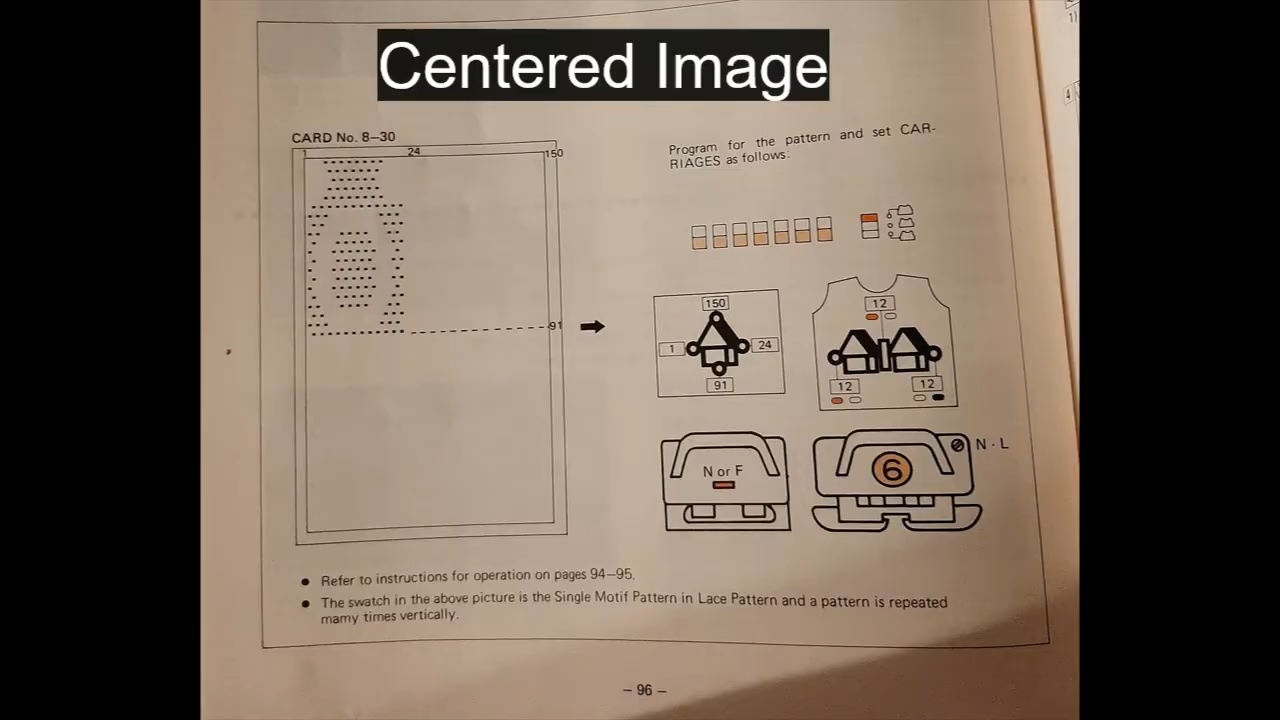 Centered Image
CARD No. 8–30
1 24 150
91
Program for the pattern and set CAR-
RIAGES as follows:
150
1 24
91
12
12 12
N or F
6
N · L
● Refer to instructions for operation on pages 94–95.
● The swatch in the above picture is the Single Motif Pattern in Lace Pattern and a pattern is repeated
mamy times vertically.
– 96 –
1)
4